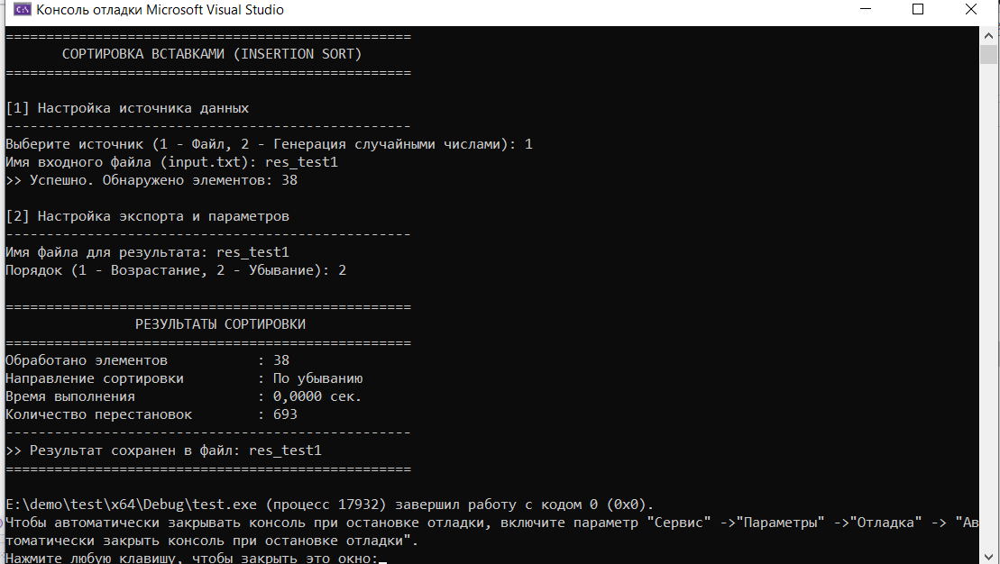 Консоль отладки Microsoft Visual Studio
==================================================
СОРТИРОВКА ВСТАВКАМИ (INSERTION SORT)
==================================================
[1] Настройка источника данных
--------------------------------------------------
Выберите источник (1 - Файл, 2 - Генерация случайными числами): 1
Имя входного файла (input.txt): res_test1
>> Успешно. Обнаружено элементов: 38
[2] Настройка экспорта и параметров
--------------------------------------------------
Имя файла для результата: res_test1
Порядок (1 - Возрастание, 2 - Убывание): 2
==================================================
РЕЗУЛЬТАТЫ СОРТИРОВКИ
==================================================
Обработано элементов : 38
Направление сортировки : По убыванию
Время выполнения : 0,0000 сек.
Количество перестановок : 693
--------------------------------------------------
>> Результат сохранен в файл: res_test1
==================================================
E:\demo\test\x64\Debug\test.exe (процесс 17932) завершил работу с кодом 0 (0x0).
Чтобы автоматически закрывать консоль при остановке отладки, включите параметр "Сервис" ->"Параметры" ->"Отладка" -> "Ав
томатически закрыть консоль при остановке отладки".
Нажмите любую клавишу, чтобы закрыть это окно:_